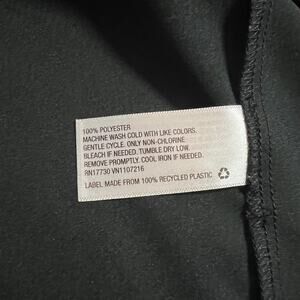 100% POLYESTER
MACHINE WASH COLD WITH LIKE COLORS.
GENTLE CYCLE. ONLY NON-CHLORINE
BLEACH IF NEEDED. TUMBLE DRY LOW.
REMOVE PROMPTLY. COOL IRON IF NEEDED.
RN17730 VN1107216
LABEL MADE FROM 100% RECYCLED PLASTIC